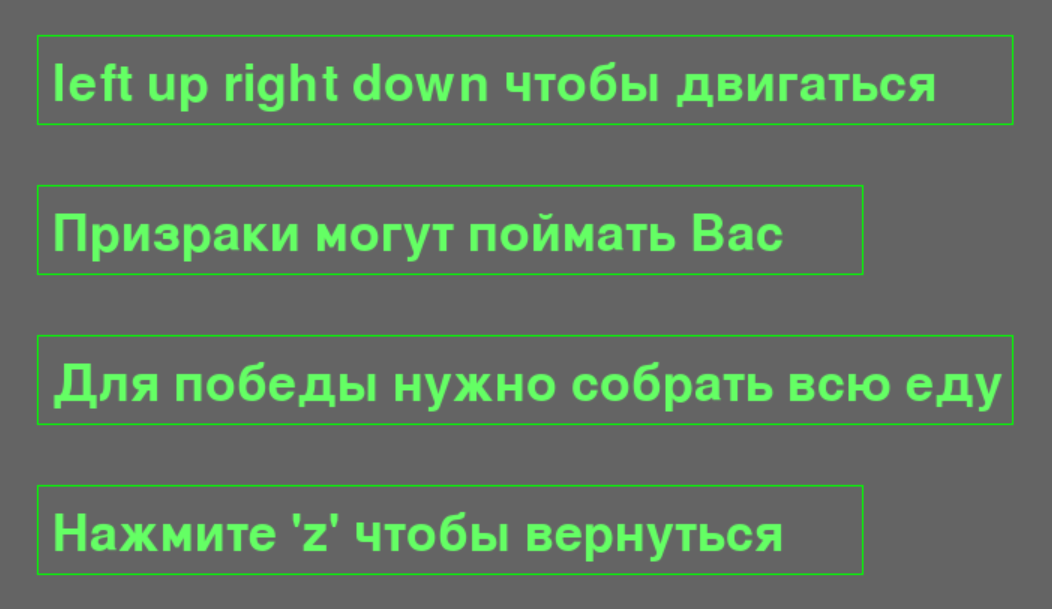 left up right down чтобы двигаться
Призраки могут поймать Вас
Для победы нужно собрать всю еду
Нажмите 'z' чтобы вернуться